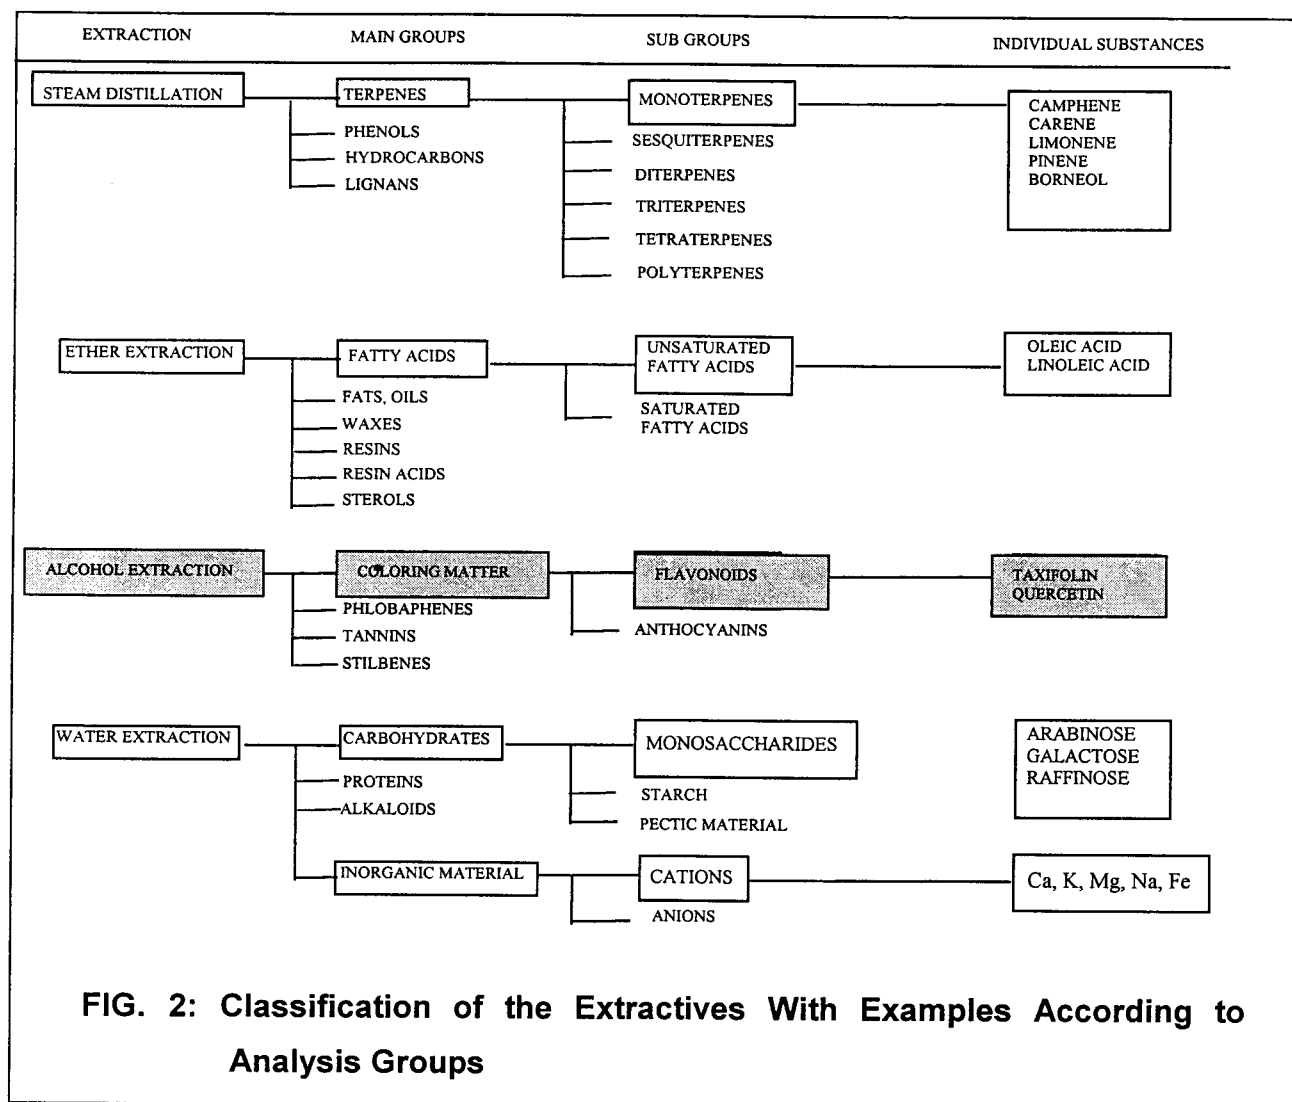 EXTRACTION MAIN GROUPS SUB GROUPS INDIVIDUAL SUBSTANCES
STEAM DISTILLATION TERPENES MONOTERPENES CAMPHENE
CARENE
LIMONENE
PINENE
BORNEOL
PHENOLS
HYDROCARBONS
LIGNANS
SESQUITERPENES
DITERPENES
TRITERPENES
TETRATERPENES
POLYTERPENES
ETHER EXTRACTION FATTY ACIDS UNSATURATED
FATTY ACIDS
OLEIC ACID
LINOLEIC ACID
FATS, OILS
WAXES
RESINS
RESIN ACIDS
STEROLS
SATURATED
FATTY ACIDS
ALCOHOL EXTRACTION COLORING MATTER FLAVONOIDS TAXIFOLIN
QUERCETIN
PHLOBAPHENES
TANNINS
STILBENES
ANTHOCYANINS
WATER EXTRACTION CARBOHYDRATES MONOSACCHARIDES ARABINOSE
GALACTOSE
RAFFINOSE
PROTEINS
ALKALOIDS
STARCH
PECTIC MATERIAL
INORGANIC MATERIAL CATIONS Ca, K, Mg, Na, Fe
ANIONS
FIG. 2: Classification of the Extractives With Examples According to
Analysis Groups